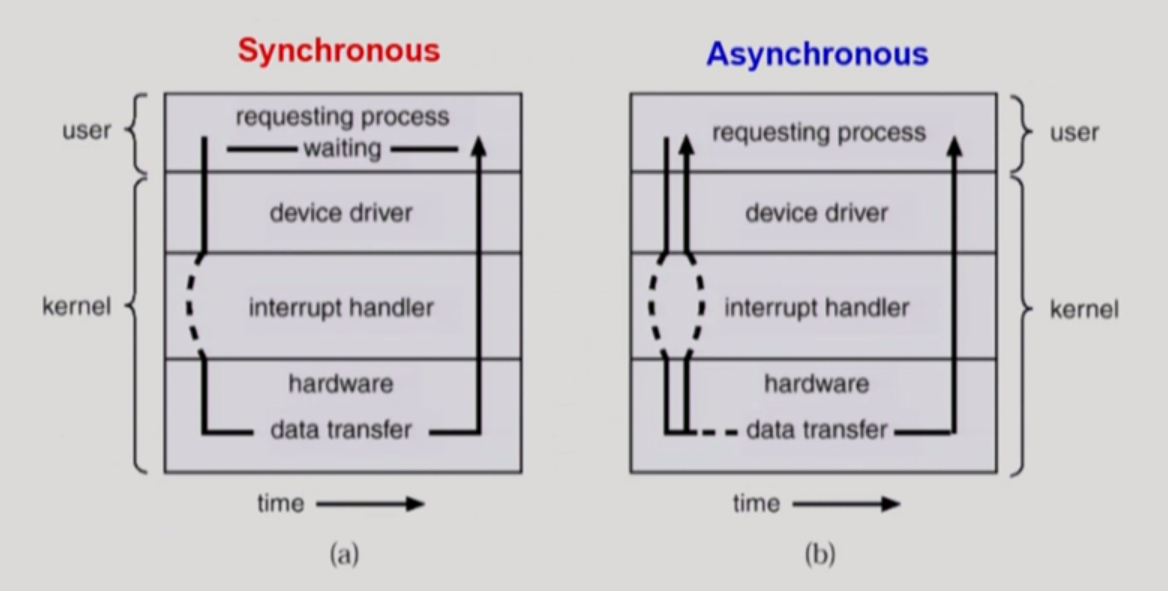 Synchronous
user
requesting process
waiting
device driver
kernel
interrupt handler
hardware
data transfer
time
(a)
Asynchronous
requesting process
user
device driver
interrupt handler
kernel
hardware
data transfer
time
(b)